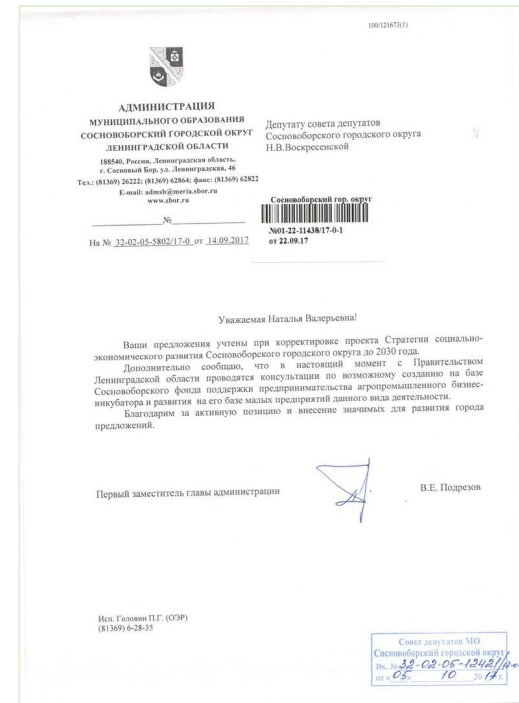 100/121673(1)
АДМИНИСТРАЦИЯ
МУНИЦИПАЛЬНОГО ОБРАЗОВАНИЯ
СОСНОВОБОРСКИЙ ГОРОДСКОЙ ОКРУГ
ЛЕНИНГРАДСКОЙ ОБЛАСТИ
188540, Россия, Ленинградская область,
г. Сосновый Бор, ул. Ленинградская, 46
Тел.: (81369) 26222; (81369) 62864; факс: (81369) 62822
E-mail: admsb@meria.sbor.ru
www.sbor.ru
№
На № 32-02-05-5802/17-0 от 14.09.2017
Депутату совета депутатов
Сосновоборского городского округа
Н.В.Воскресенской
Сосновоборский гор. округ
№01-22-11438/17-0-1
от 22.09.17
Уважаемая Наталья Валерьевна!
Ваши предложения учтены при корректировке проекта Стратегии социально-
экономического развития Сосновоборского городского округа до 2030 года.
Дополнительно сообщаю, что в настоящий момент с Правительством
Ленинградской области проводятся консультации по возможному созданию на базе
Сосновоборского фонда поддержки предпринимательства агропромышленного бизнес-
инкубатора и развития на его базе малых предприятий данного вида деятельности.
Благодарим за активную позицию и внесение значимых для развития города
предложений.
Первый заместитель главы администрации
В.Е. Подрезов
Исп. Головин П.Г. (ОЭР)
(81369) 6-28-35
Совет депутатов МО
Сосновоборский городской округ
Вх. № 32-02-05-12421/
от « 05 » 10 2017 г.